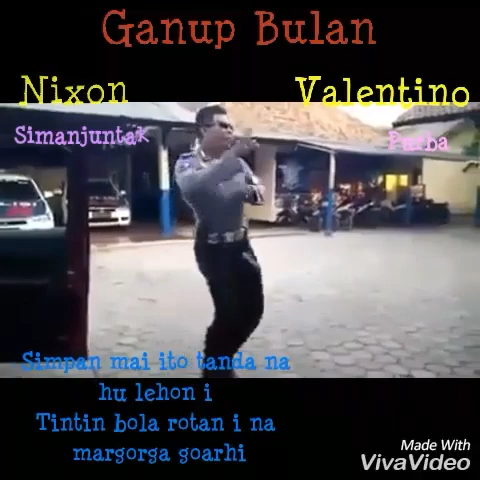 Ganup Bulan
Nixon Valentino
Simanjuntak Purba
Simpan mai ito tanda na
hu lehon i
Tintin bola rotan i na
margorga goarhi
Made With
VivaVideo